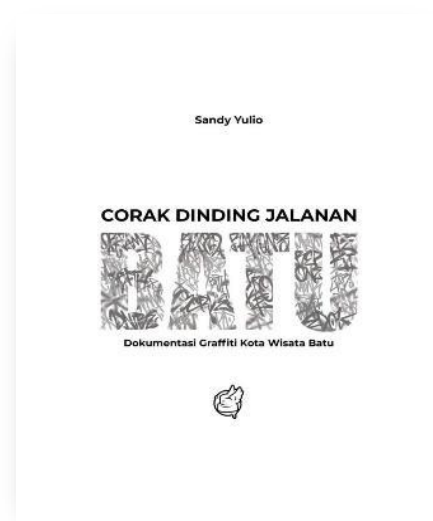 Sandy Yulio
CORAK DINDING JALANAN
BATU
Dokumentasi Graffiti Kota Wisata Batu